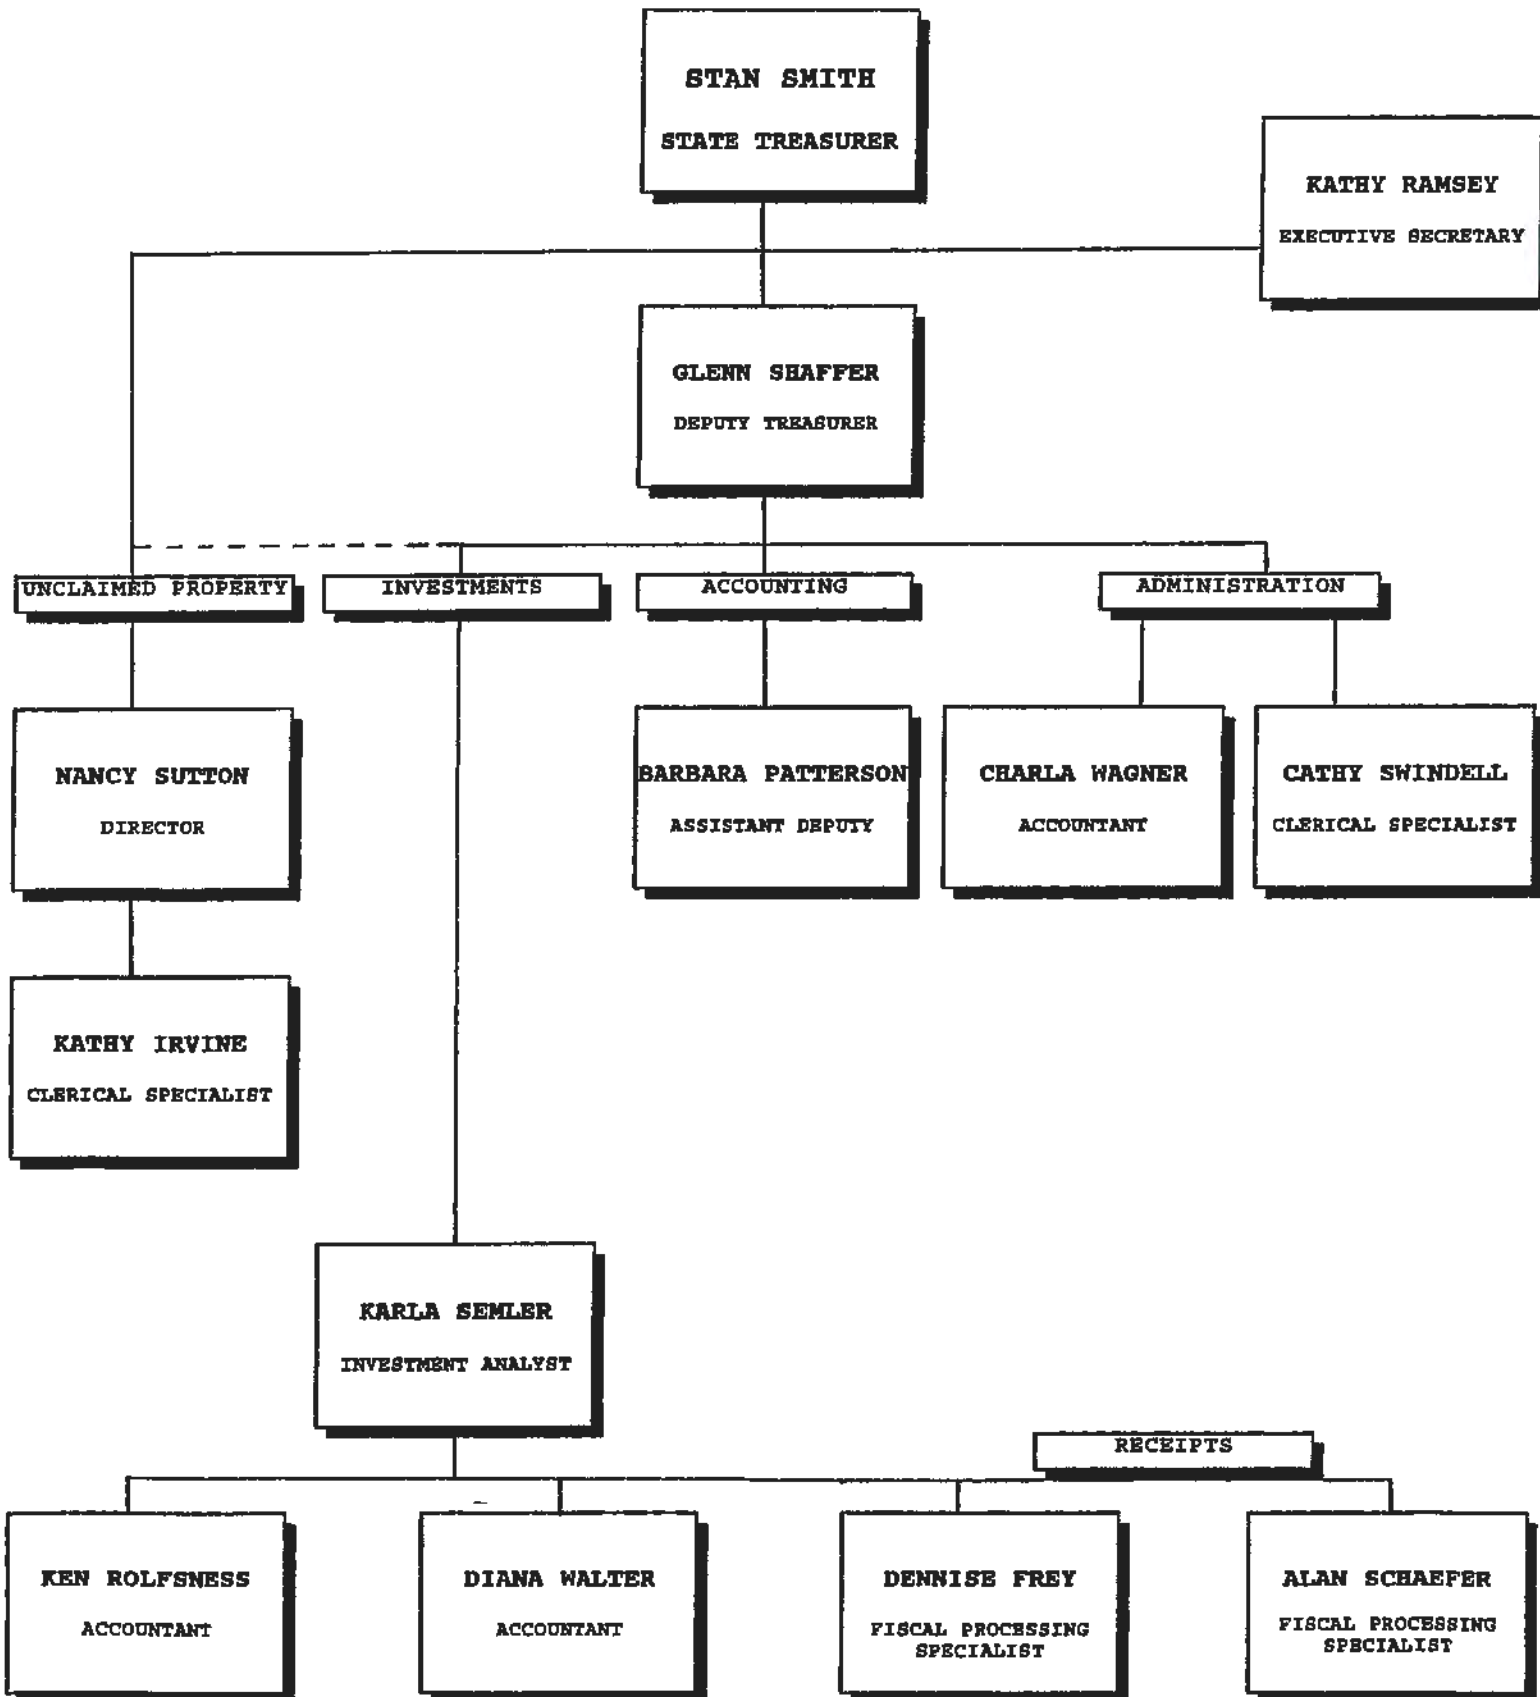 STAN SMITH
STATE TREASURER
KATHY RAMSEY
EXECUTIVE SECRETARY
GLENN SHAFFER
DEPUTY TREASURER
UNCLAIMED PROPERTY
INVESTMENTS
ACCOUNTING
ADMINISTRATION
NANCY SUTTON
DIRECTOR
BARBARA PATTERSON
ASSISTANT DEPUTY
CHARLA WAGNER
ACCOUNTANT
CATHY SWINDELL
CLERICAL SPECIALIST
KATHY IRVINE
CLERICAL SPECIALIST
KARLA SEMLER
INVESTMENT ANALYST
RECEIPTS
KEN ROLFSNESS
ACCOUNTANT
DIANA WALTER
ACCOUNTANT
DENNISE FREY
FISCAL PROCESSING
SPECIALIST
ALAN SCHAEFER
FISCAL PROCESSING
SPECIALIST